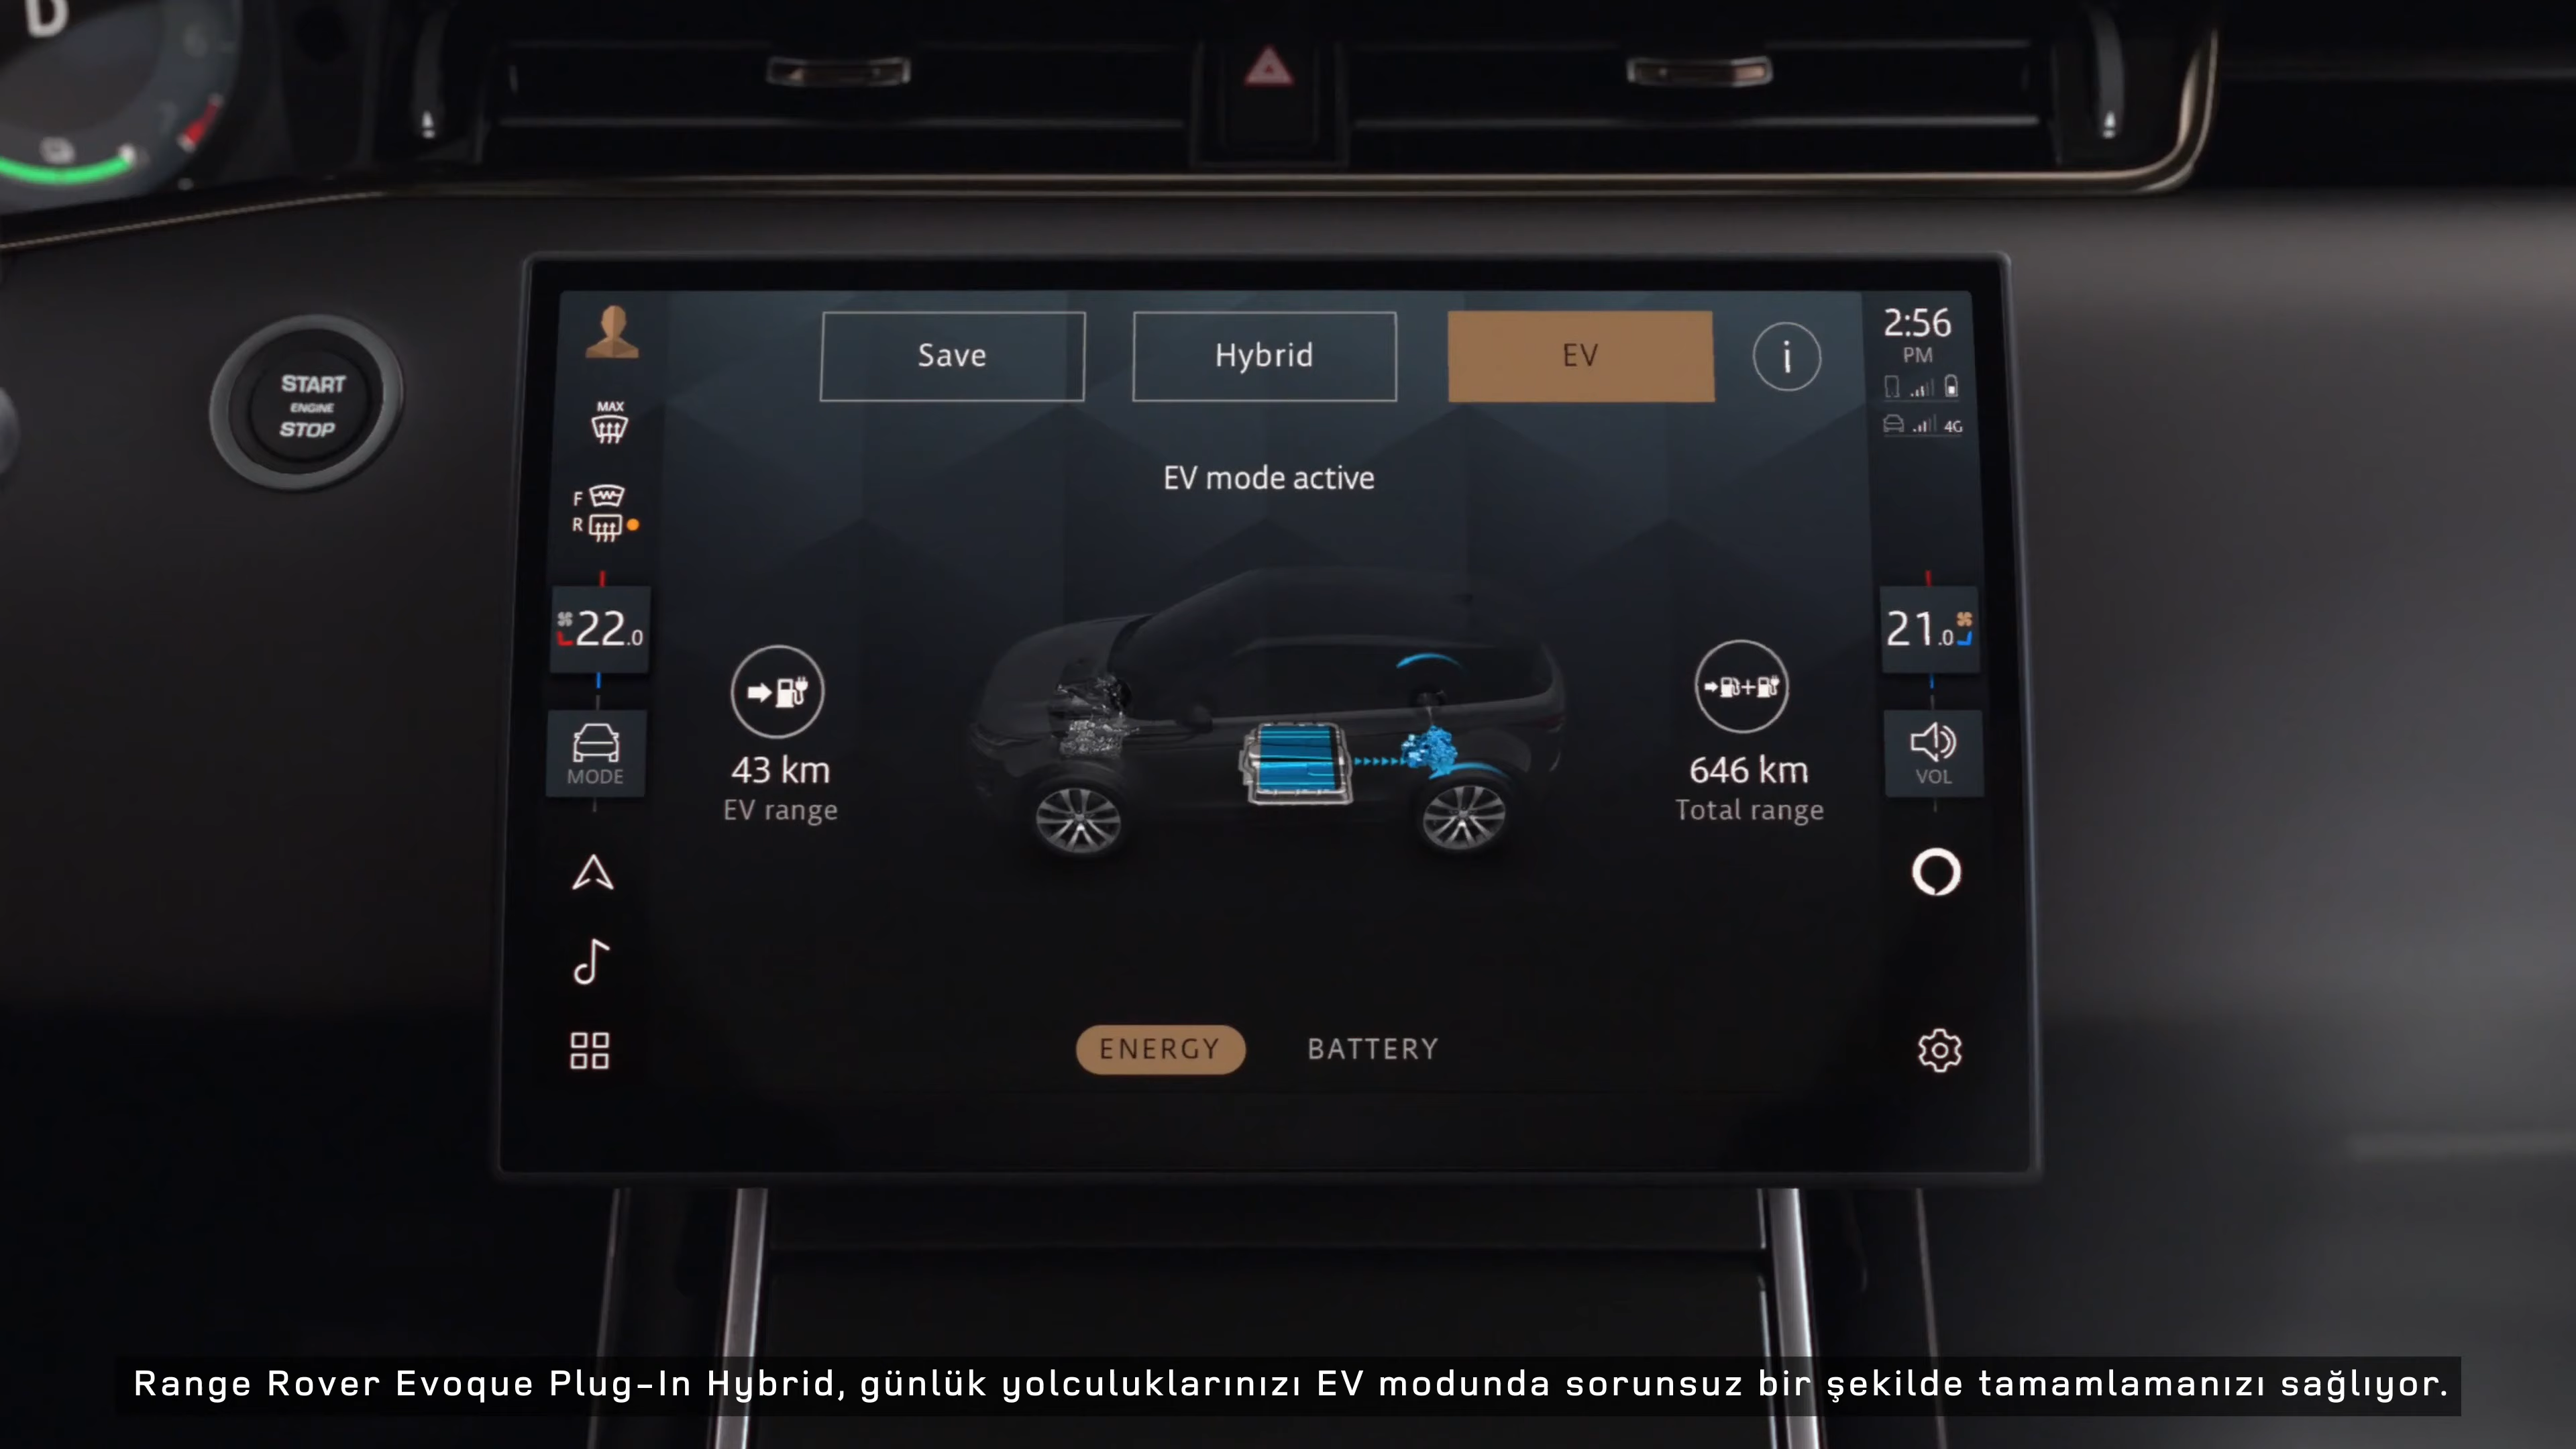 D
6
7
START
ENGINE
STOP
Save
Hybrid
EV
i
2:56
PM
4G
MAX
F
R
EV mode active
22.0
21.0
MODE
VOL
43 km
EV range
646 km
Total range
ENERGY
BATTERY
Range Rover Evoque Plug-In Hybrid, günlük yolculuklarınızı EV modunda sorunsuz bir şekilde tamamlamanızı sağlıyor.